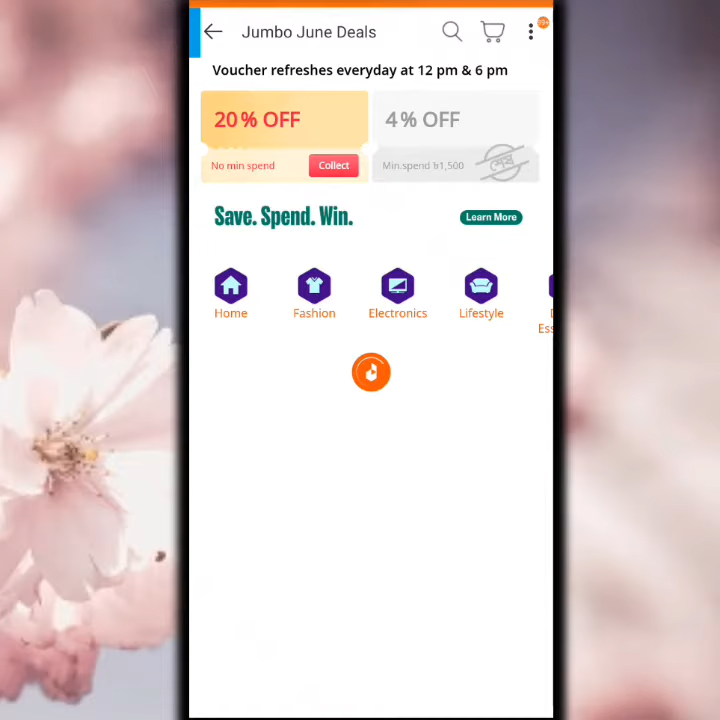 Jumbo June Deals
Voucher refreshes everyday at 12 pm & 6 pm
20% OFF
4% OFF
No min spend
Collect
Min.spend ৳1,500
শেষ
Save. Spend. Win.
Learn More
Home
Fashion
Electronics
Lifestyle